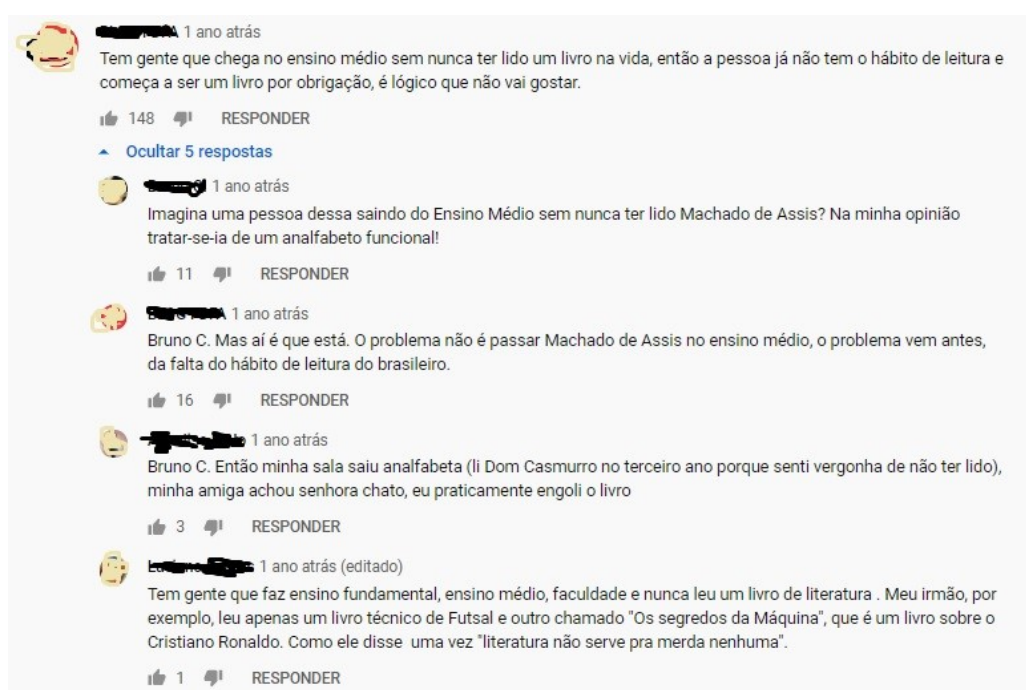 1 ano atrás
Tem gente que chega no ensino médio sem nunca ter lido um livro na vida, então a pessoa já não tem o hábito de leitura e
começa a ser um livro por obrigação, é lógico que não vai gostar.
148 RESPONDER
Ocultar 5 respostas
1 ano atrás
Imagina uma pessoa dessa saindo do Ensino Médio sem nunca ter lido Machado de Assis? Na minha opinião
tratar-se-ia de um analfabeto funcional!
11 RESPONDER
1 ano atrás
Bruno C. Mas aí é que está. O problema não é passar Machado de Assis no ensino médio, o problema vem antes,
da falta do hábito de leitura do brasileiro.
16 RESPONDER
1 ano atrás
Bruno C. Então minha sala saiu analfabeta (li Dom Casmurro no terceiro ano porque senti vergonha de não ter lido),
minha amiga achou senhora chato, eu praticamente engoli o livro
3 RESPONDER
1 ano atrás (editado)
Tem gente que faz ensino fundamental, ensino médio, faculdade e nunca leu um livro de literatura . Meu irmão, por
exemplo, leu apenas um livro técnico de Futsal e outro chamado "Os segredos da Máquina", que é um livro sobre o
Cristiano Ronaldo. Como ele disse uma vez "literatura não serve pra merda nenhuma".
1 RESPONDER